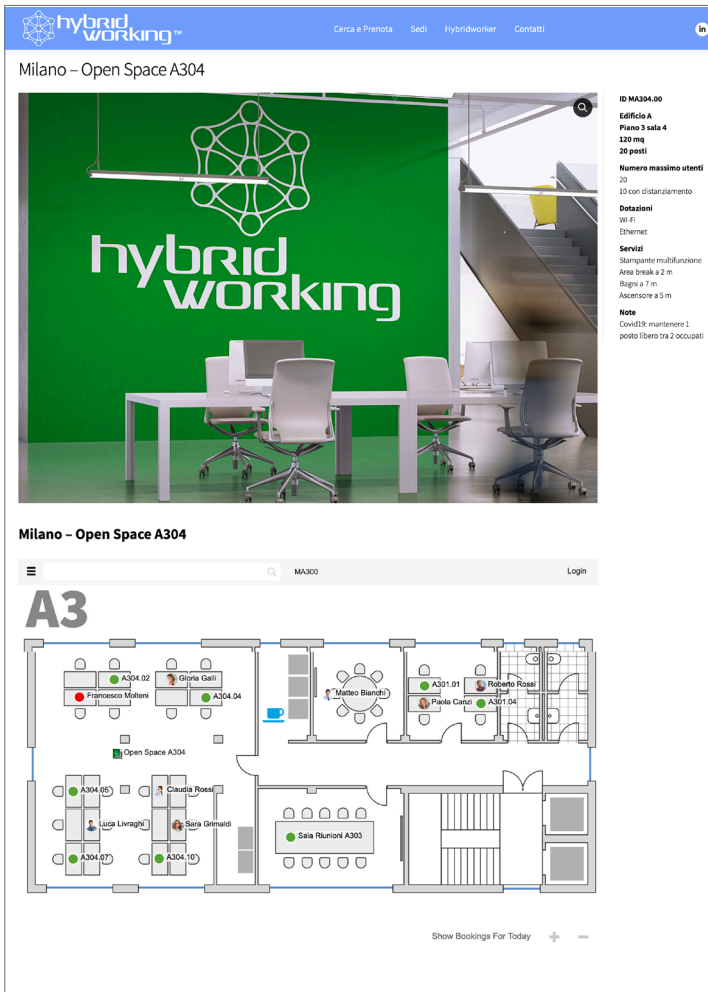 hybrid
working™
Cerca e Prenota
Sedi
Hybridworker
Contatti
in
Milano – Open Space A304
hybrid
working
ID MA304.00
Edificio A
Piano 3 sala 4
120 mq
20 posti
Numero massimo utenti
20
10 con distanziamento
Dotazioni
WI-FI
Ethernet
Servizi
Stampante multifunzione
Area break a 2 m
Bagni a 7 m
Ascensore a 5 m
Note
Covid19: mantenere 1
posto libero tra 2 occupati
Milano – Open Space A304
MA300
Login
A3
A304.02
Gloria Galli
Francesco Molteni
A304.04
Matteo Bianchi
A301.01
Roberto Rossi
Paola Canzi
A301.04
Open Space A304
A304.05
Claudia Rossi
Luca Livraghi
Sara Grimaldi
A304.07
A304.10
Sala Riunioni A303
Show Bookings For Today